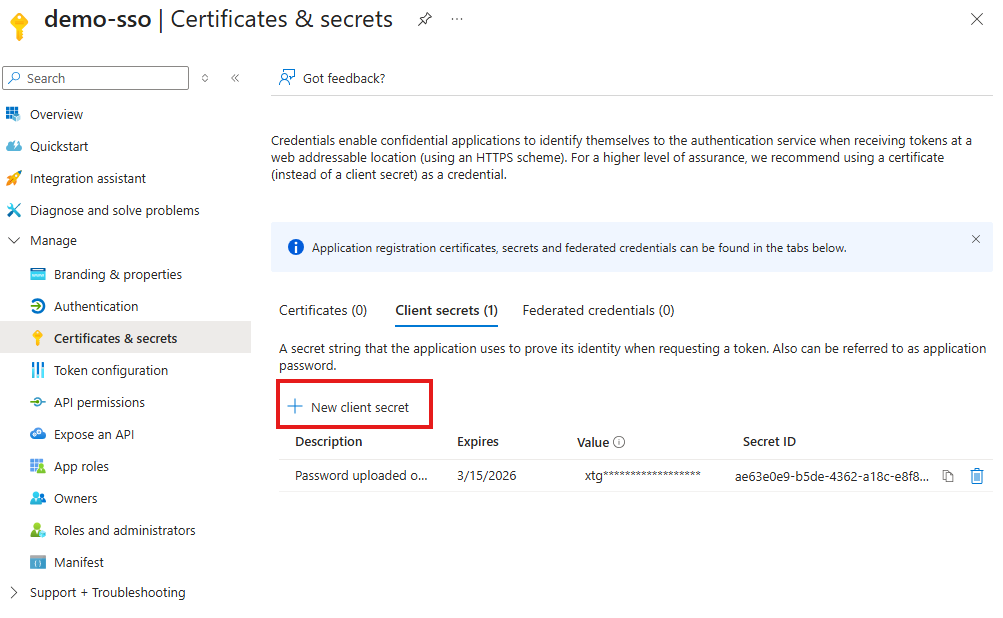 demo-sso | Certificates & secrets
Search
Overview
Quickstart
Integration assistant
Diagnose and solve problems
Manage
Branding & properties
Authentication
Certificates & secrets
Token configuration
API permissions
Expose an API
App roles
Owners
Roles and administrators
Manifest
Support + Troubleshooting
Got feedback?
Credentials enable confidential applications to identify themselves to the authentication service when receiving tokens at a
web addressable location (using an HTTPS scheme). For a higher level of assurance, we recommend using a certificate
(instead of a client secret) as a credential.
Application registration certificates, secrets and federated credentials can be found in the tabs below.
Certificates (0) Client secrets (1) Federated credentials (0)
A secret string that the application uses to prove its identity when requesting a token. Also can be referred to as application
password.
New client secret
Description Expires Value Secret ID
Password uploaded o... 3/15/2026 xtg****************** ae63e0e9-b5de-4362-a18c-e8f8...